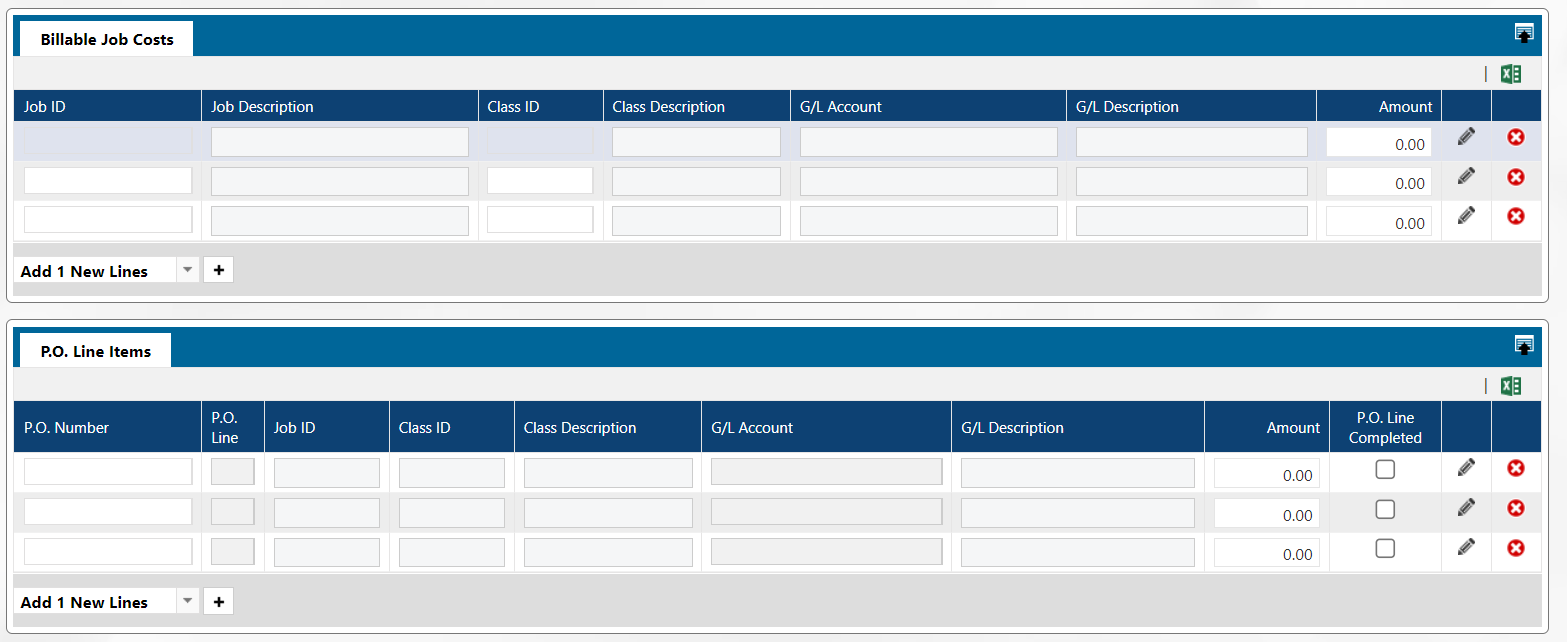 Billable Job Costs
Job ID Job Description Class ID Class Description G/L Account G/L Description Amount
0.00
0.00
0.00
Add 1 New Lines
P.O. Line Items
P.O. Number P.O. Line Job ID Class ID Class Description G/L Account G/L Description Amount P.O. Line Completed
0.00
0.00
0.00
Add 1 New Lines